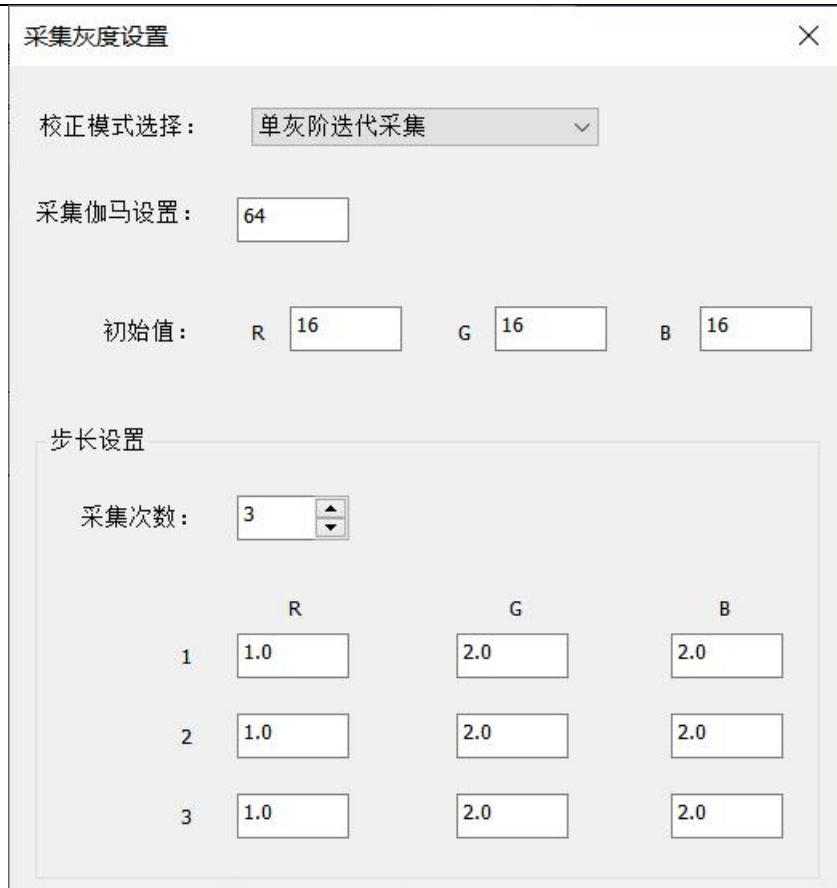 采集灰度设置
校正模式选择： 单灰阶迭代采集
采集伽马设置： 64
初始值： R 16 G 16 B 16
步长设置
采集次数： 3
R G B
1 1.0 2.0 2.0
2 1.0 2.0 2.0
3 1.0 2.0 2.0